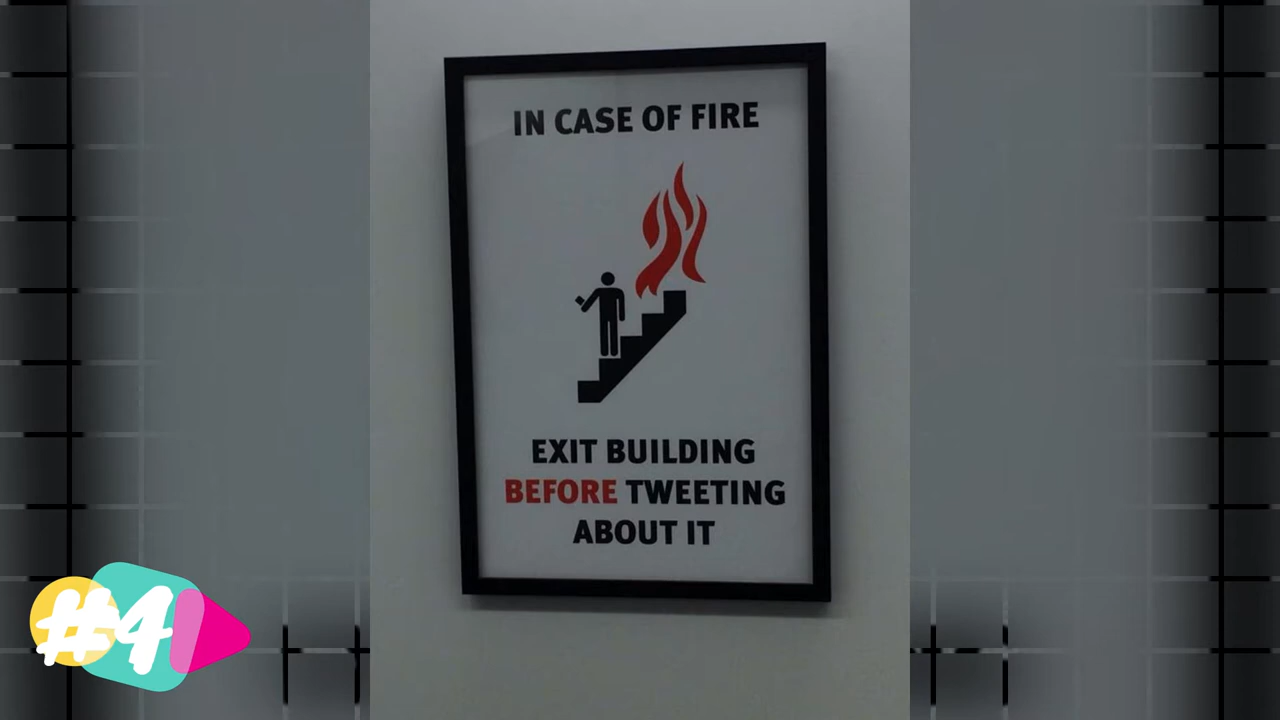 IN CASE OF FIRE
EXIT BUILDING
BEFORE TWEETING
ABOUT IT
#4